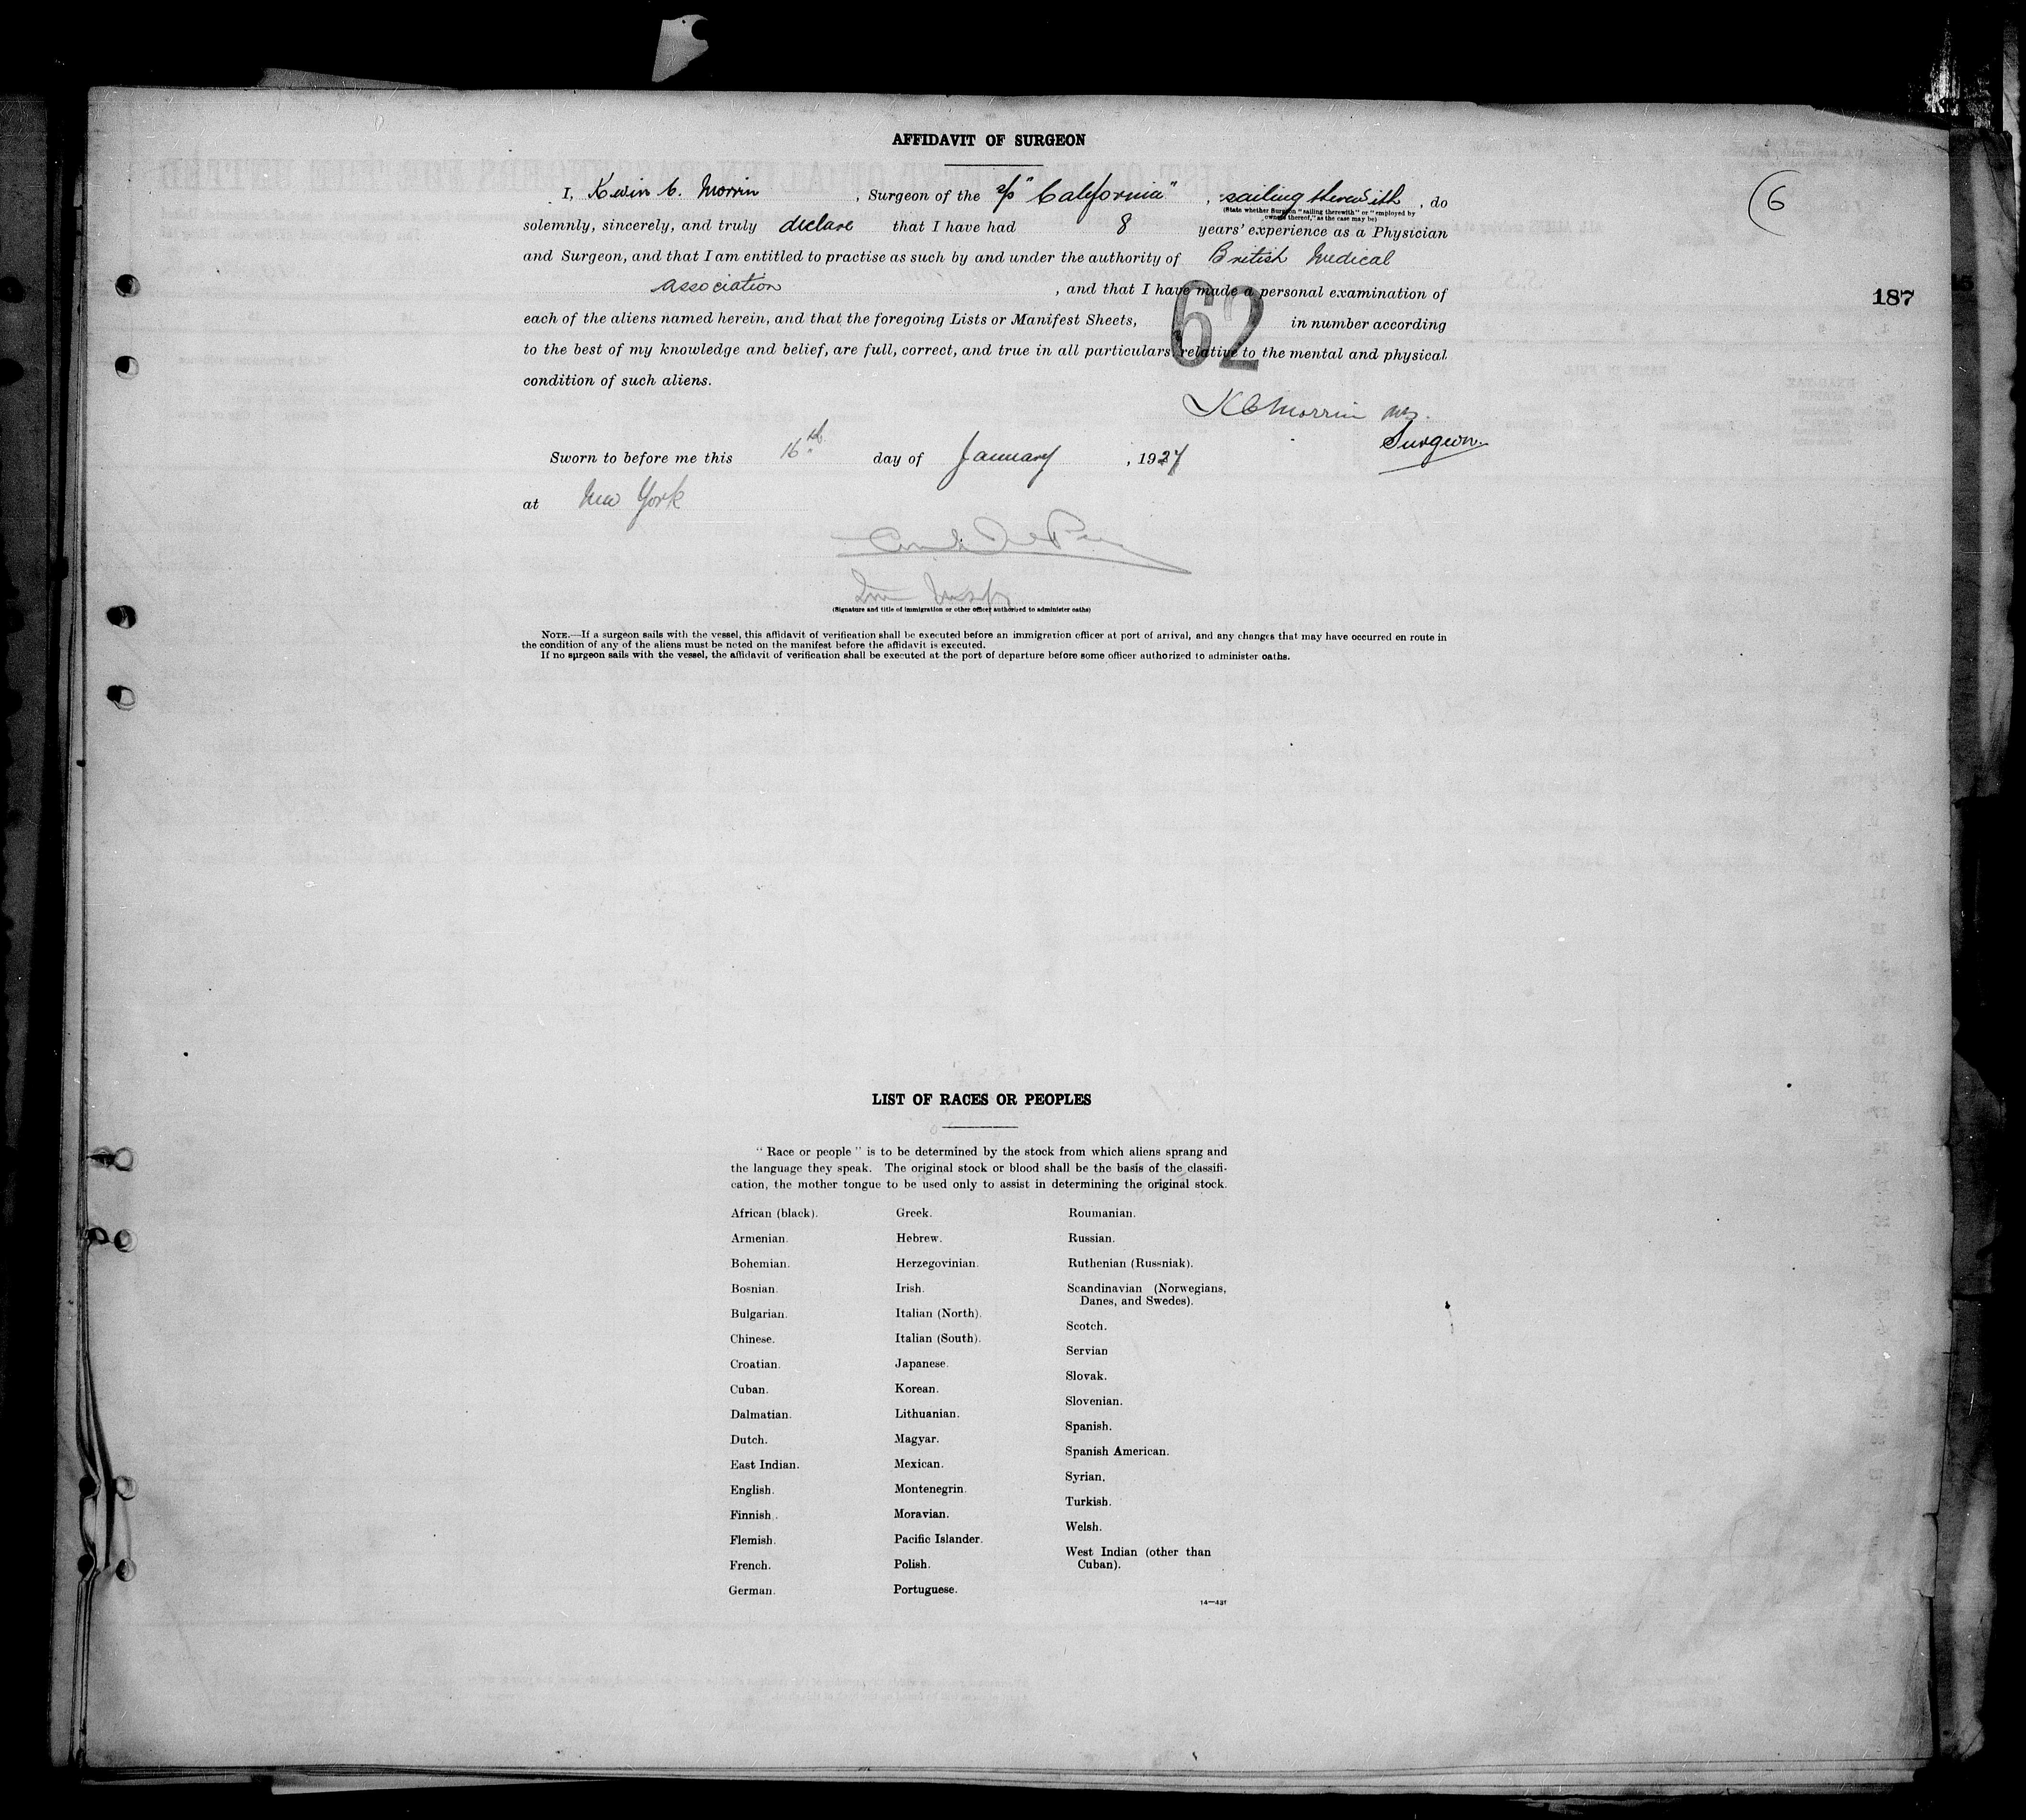 AFFIDAVIT OF SURGEON
I, Kevin C. Morrin, Surgeon of the s/s "California", sailing therewith, do
(State whether Surgeon "sailing therewith" or "employed by
owners thereof," as the case may be)
solemnly, sincerely, and truly declare that I have had 8 years' experience as a Physician
and Surgeon, and that I am entitled to practise as such by and under the authority of British Medical
association, and that I have made a personal examination of
each of the aliens named herein, and that the foregoing Lists or Manifest Sheets, 62 in number according
to the best of my knowledge and belief, are full, correct, and true in all particulars relative to the mental and physical
condition of such aliens.
6
187
K C Morrin
Surgeon.
Sworn to before me this 16th day of January, 1927
at New York
(Signature and title of immigration or other officer authorized to administer oaths)
NOTE.—If a surgeon sails with the vessel, this affidavit of verification shall be executed before an immigration officer at port of arrival, and any changes that may have occurred en route in
the condition of any of the aliens must be noted on the manifest before the affidavit is executed.
If no surgeon sails with the vessel, the affidavit of verification shall be executed at the port of departure before some officer authorized to administer oaths.
LIST OF RACES OR PEOPLES
"Race or people" is to be determined by the stock from which aliens sprang and
the language they speak. The original stock or blood shall be the basis of the classifi-
cation, the mother tongue to be used only to assist in determining the original stock.
African (black).
Armenian.
Bohemian.
Bosnian.
Bulgarian.
Chinese.
Croatian.
Cuban.
Dalmatian.
Dutch.
East Indian.
English.
Finnish.
Flemish.
French.
German.
Greek.
Hebrew.
Herzegovinian.
Irish.
Italian (North).
Italian (South).
Japanese.
Korean.
Lithuanian.
Magyar.
Mexican.
Montenegrin.
Moravian.
Pacific Islander.
Polish.
Portuguese.
Roumanian.
Russian.
Ruthenian (Russniak).
Scandinavian (Norwegians,
Danes, and Swedes).
Scotch.
Servian
Slovak.
Slovenian.
Spanish.
Spanish American.
Syrian.
Turkish.
Welsh.
West Indian (other than
Cuban).